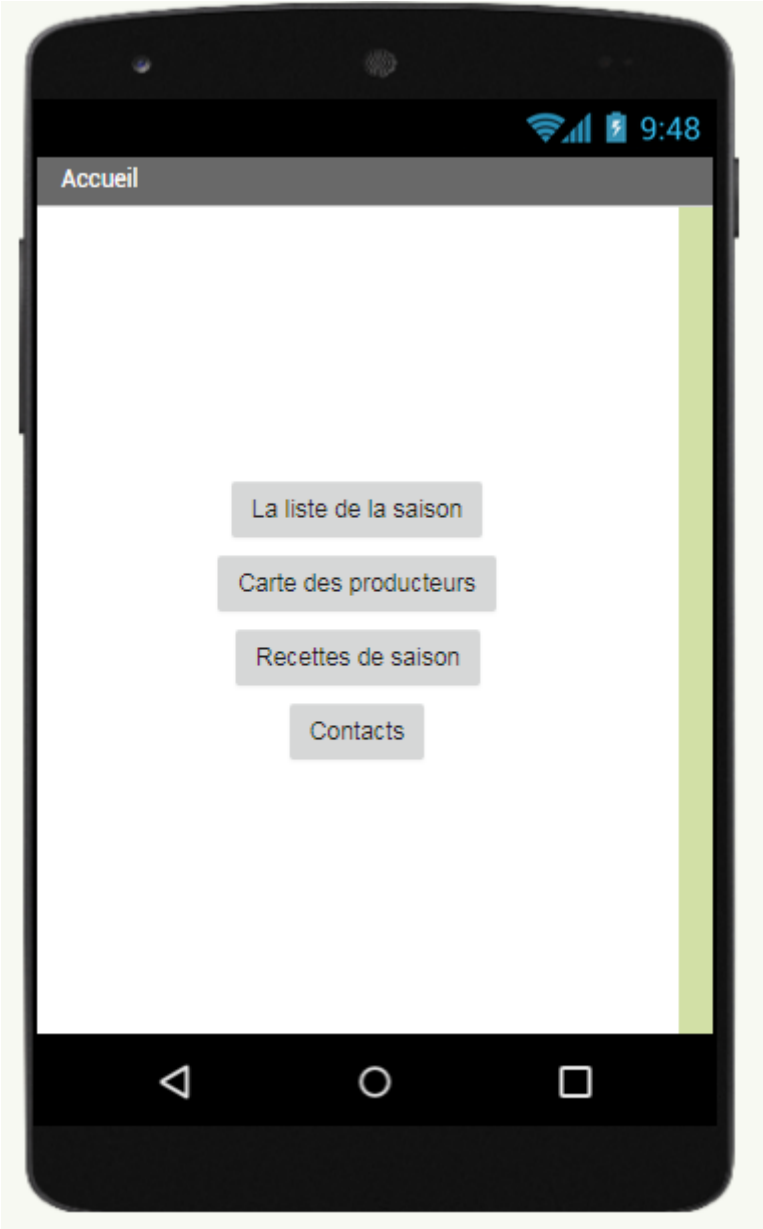 9:48
Accueil
La liste de la saison
Carte des producteurs
Recettes de saison
Contacts